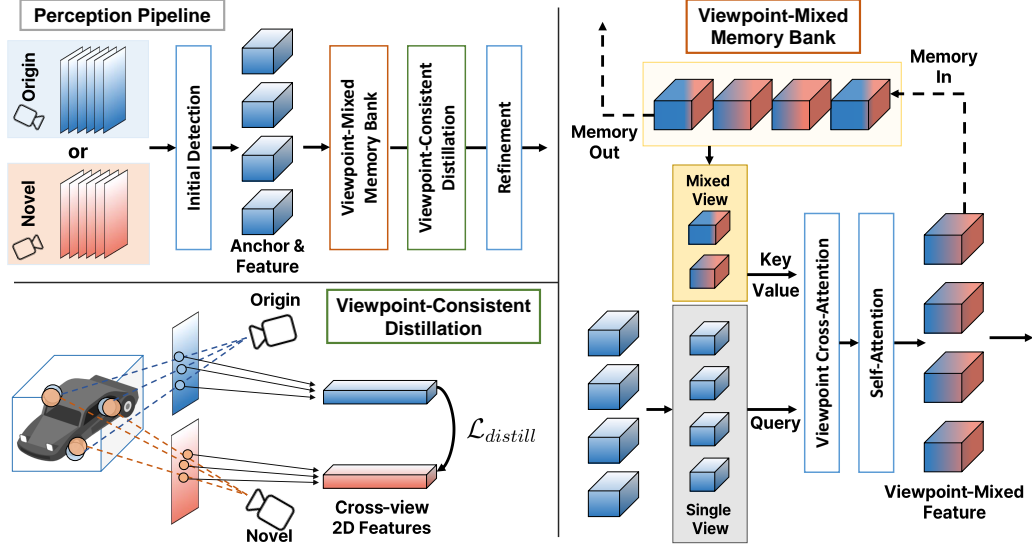 Perception Pipeline
Origin
or
Novel
Initial Detection
Anchor &
Feature
Viewpoint-Mixed
Memory Bank
Viewpoint-Consistent
Distillation
Refinement
Origin
Viewpoint-Consistent
Distillation
ℒdistill
Cross-view
2D Features
Novel
Viewpoint-Mixed
Memory Bank
Memory
In
Memory
Out
Mixed
View
Key
Value
Query
Single
View
Viewpoint Cross-Attention
Self-Attention
Viewpoint-Mixed
Feature